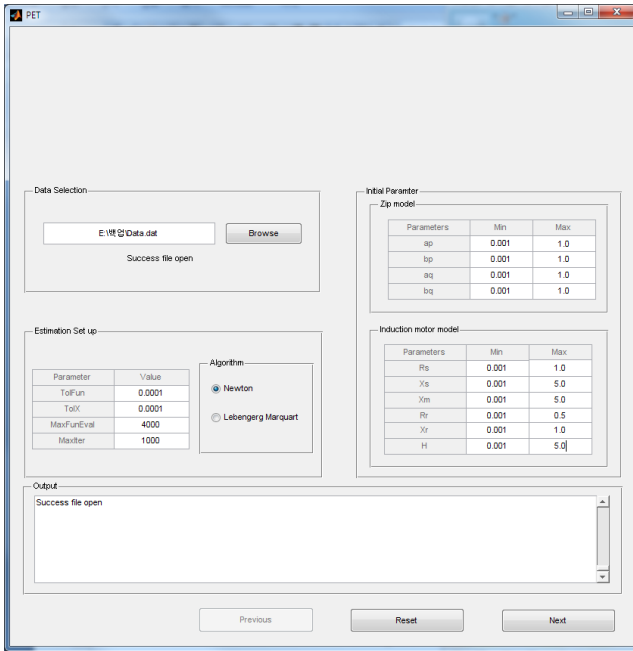 PET
Data Selection
E:\백업\Data.dat
Browse
Success file open
Estimation Set up
Parameter Value
TolFun 0.0001
TolX 0.0001
MaxFunEval 4000
MaxIter 1000
Algorithm
Newton
Lebengerg Marquart
Initial Paramter
Zip model
Parameters Min Max
ap 0.001 1.0
bp 0.001 1.0
aq 0.001 1.0
bq 0.001 1.0
Induction motor model
Parameters Min Max
Rs 0.001 1.0
Xs 0.001 5.0
Xm 0.001 5.0
Rr 0.001 0.5
Xr 0.001 1.0
H 0.001 5.0
Output
Success file open
Previous
Reset
Next